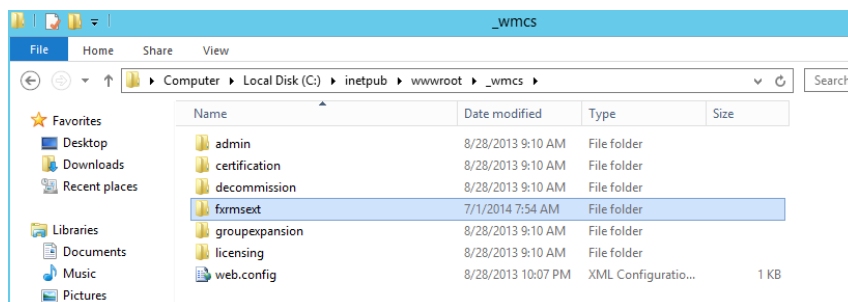 _wmcs
File Home Share View
Computer Local Disk (C:) inetpub wwwroot _wmcs Search
Name Date modified Type Size
Favorites
Desktop
Downloads
Recent places
Libraries
Documents
Music
Pictures
admin 8/28/2013 9:10 AM File folder
certification 8/28/2013 9:10 AM File folder
decommission 8/28/2013 9:10 AM File folder
fxrmsext 7/1/2014 7:54 AM File folder
groupexpansion 8/28/2013 9:10 AM File folder
licensing 8/28/2013 9:10 AM File folder
web.config 8/28/2013 10:07 PM XML Configuratio... 1 KB